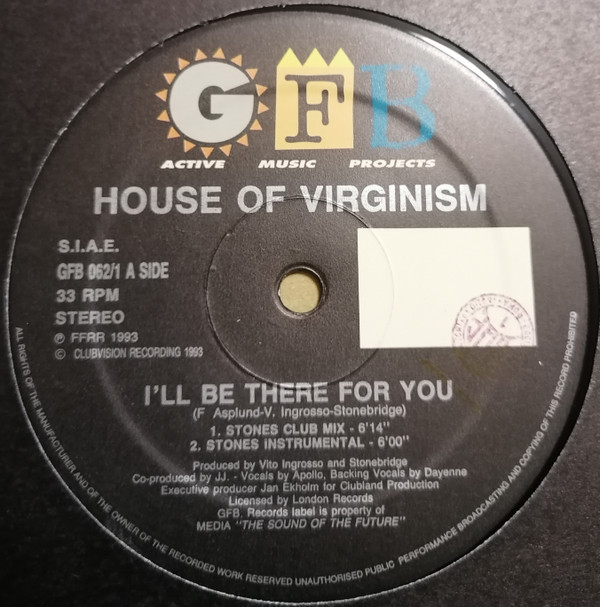 GFB
ACTIVE MUSIC PROJECTS
HOUSE OF VIRGINISM
S.I.A.E.
GFB 062/1 A SIDE
33 RPM
STEREO
℗ FFRR 1993
© CLUBVISION RECORDING 1993
I'LL BE THERE FOR YOU
(F Asplund-V. Ingrosso-Stonebridge)
1. STONES CLUB MIX - 6'14"
2. STONES INSTRUMENTAL - 6'00"
Produced by Vito Ingrosso and Stonebridge
Co-produced by JJ. - Vocals by Apollo, Backing Vocals by Dayenne
Executive producer Jan Ekholm for Clubland Production
Licensed by London Records
GFB. Records label is property of
MEDIA "THE SOUND OF THE FUTURE"
ALL RIGHTS OF THE MANUFACTURER AND OF THE OWNER OF THE RECORDED WORK RESERVED UNAUTHORISED PUBLIC PERFORMANCE BROADCASTING AND COPYING OF THIS RECORD PROHIBITED